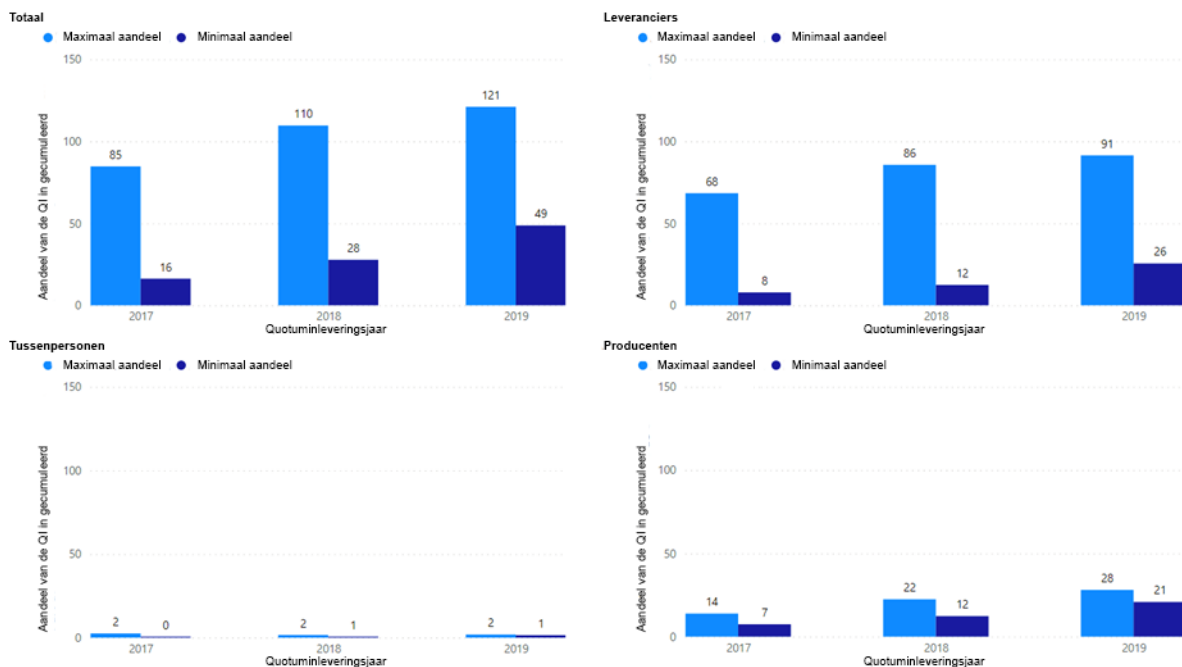 Totaal
Maximaal aandeel Minimaal aandeel
Aandeel van de QI in gecumuleerd
150
100
50
0
85
16
110
28
121
49
2017 2018 2019
Quotuminleveringsjaar
Leveranciers
Maximaal aandeel Minimaal aandeel
Aandeel van de QI in gecumuleerd
150
100
50
0
68
8
86
12
91
26
2017 2018 2019
Quotuminleveringsjaar
Tussenpersonen
Maximaal aandeel Minimaal aandeel
Aandeel van de QI in gecumuleerd
150
100
50
0
2
0
2
1
2
1
2017 2018 2019
Quotuminleveringsjaar
Producenten
Maximaal aandeel Minimaal aandeel
Aandeel van de QI in gecumuleerd
150
100
50
0
14
7
22
12
28
21
2017 2018 2019
Quotuminleveringsjaar